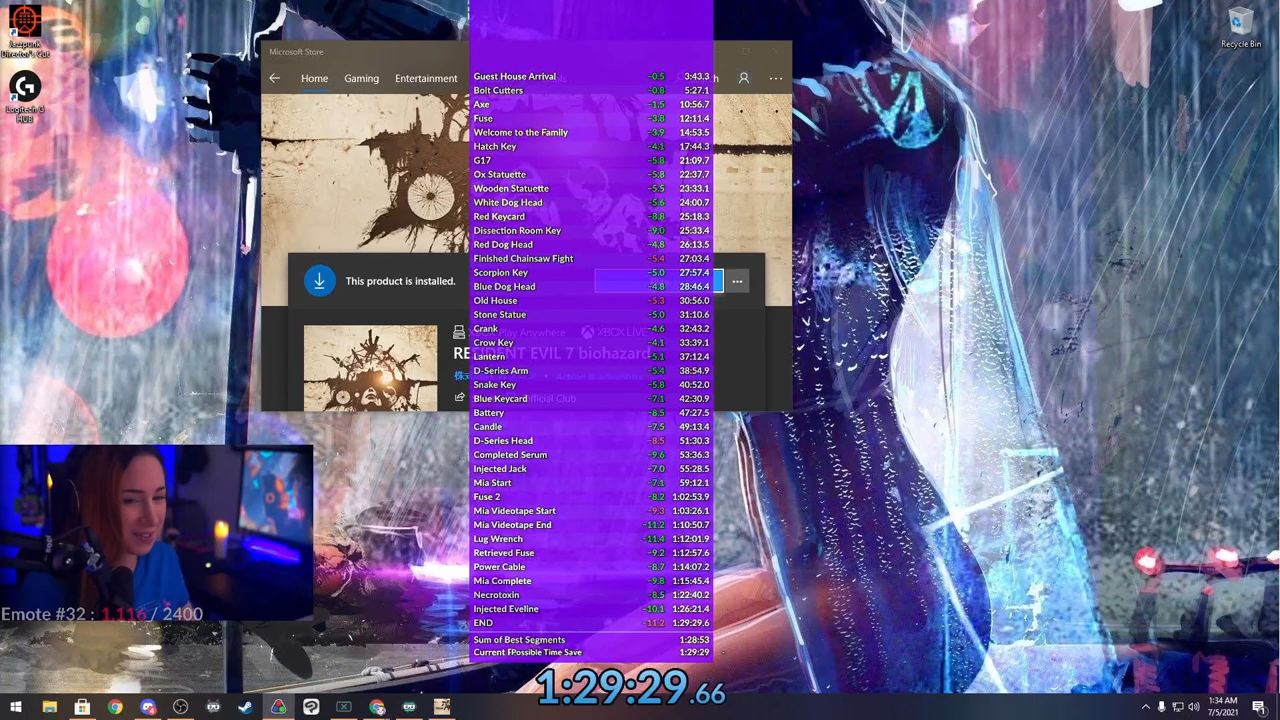 Jazzpunk
Director's Cut
Logitech G
HUB
Recycle Bin
Microsoft Store
Home Gaming Entertainment
This product is installed.
Play Anywhere XBOX LIVE
RESIDENT EVIL 7 biohazard
Official Club
Guest House Arrival −0.5 3:43.3
Bolt Cutters −0.8 5:27.1
Axe −1.5 10:56.7
Fuse −3.8 12:11.4
Welcome to the Family −3.9 14:53.5
Hatch Key −4.1 17:44.3
G17 −5.8 21:09.7
Ox Statuette −5.8 22:37.7
Wooden Statuette −5.5 23:33.1
White Dog Head −5.6 24:00.7
Red Keycard −8.8 25:18.3
Dissection Room Key −9.0 25:33.4
Red Dog Head −4.8 26:13.5
Finished Chainsaw Fight −5.4 27:03.4
Scorpion Key −5.0 27:57.4
Blue Dog Head −4.8 28:46.4
Old House −5.3 30:56.0
Stone Statue −5.0 31:10.6
Crank −4.6 32:43.2
Crow Key −4.1 33:39.1
Lantern −5.1 37:12.4
D-Series Arm −5.4 38:54.9
Snake Key −5.8 40:52.0
Blue Keycard −7.1 42:30.9
Battery −8.5 47:27.5
Candle −7.5 49:13.4
D-Series Head −8.5 51:30.3
Completed Serum −9.6 53:36.3
Injected Jack −7.0 55:28.5
Mia Start −7.1 59:12.1
Fuse 2 −8.2 1:02:53.9
Mia Videotape Start −9.3 1:03:26.1
Mia Videotape End −11.2 1:10:50.7
Lug Wrench −11.4 1:12:01.9
Retrieved Fuse −9.2 1:12:57.6
Power Cable −8.7 1:14:07.2
Mia Complete −9.8 1:15:45.4
Necrotoxin −8.5 1:22:40.2
Injected Eveline −10.1 1:26:21.4
END −11.2 1:29:29.6
Sum of Best Segments 1:28:53
Current Possible Time Save 1:29:29 -
1:29:29.66
Emote #32 : 1.116 / 2400
1:34 AM
7/5/2021